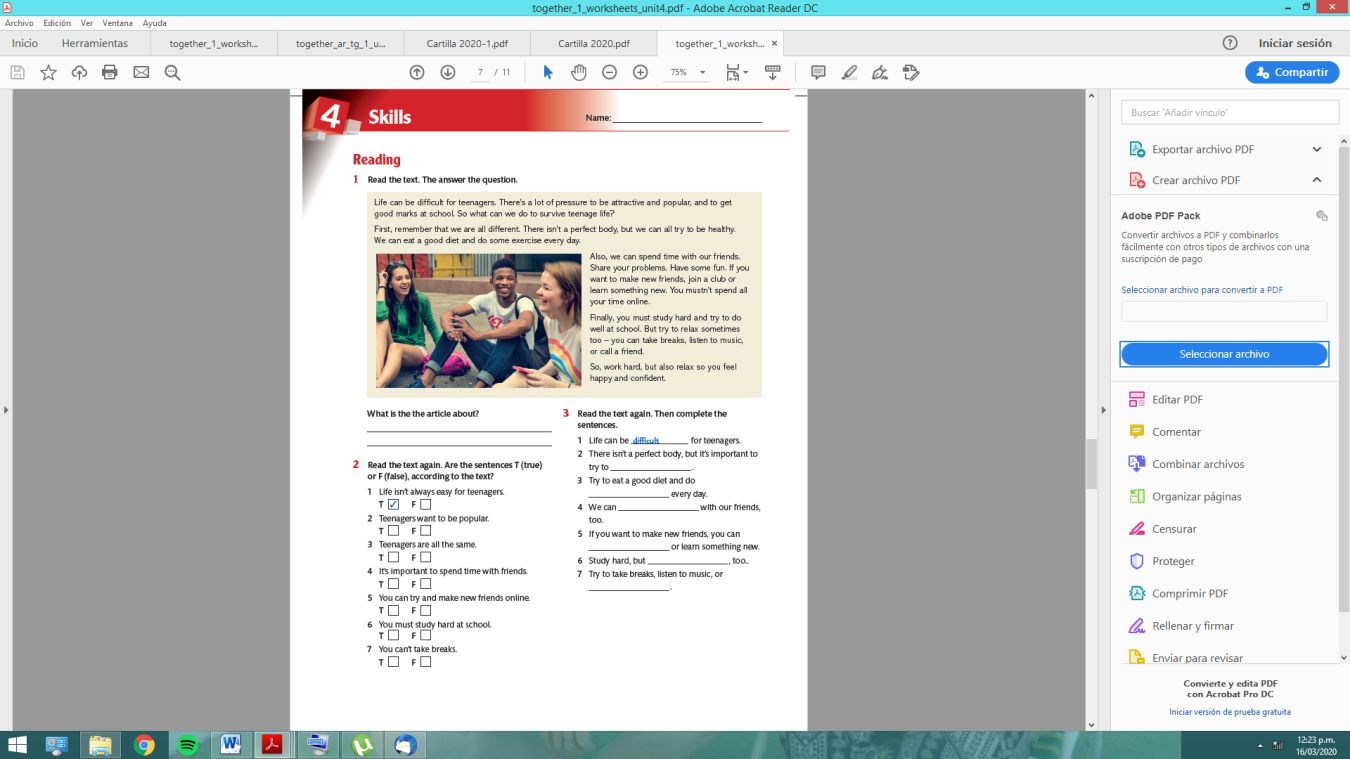 together_1_worksheets_unit4.pdf - Adobe Acrobat Reader DC
Archivo Edición Ver Ventana Ayuda
Inicio Herramientas together_1_worksh... together_ar_tg_1_u... Cartilla 2020-1.pdf Cartilla 2020.pdf together_1_worksh... × Iniciar sesión
7 / 11 75% Compartir
4 Skills Name:
Reading
1 Read the text. The answer the question.
Life can be difficult for teenagers. There's a lot of pressure to be attractive and popular, and to get
good marks at school. So what can we do to survive teenage life?
First, remember that we are all different. There isn't a perfect body, but we can all try to be healthy.
We can eat a good diet and do some exercise every day.
Also, we can spend time with our friends.
Share your problems. Have some fun. If you
want to make new friends, join a club or
learn something new. You mustn't spend all
your time online.
Finally, you must study hard and try to do
well at school. But try to relax sometimes
too – you can take breaks, listen to music,
or call a friend.
So, work hard, but also relax so you feel
happy and confident.
What is the the article about?
2 Read the text again. Are the sentences T (true)
or F (false), according to the text?
1 Life isn't always easy for teenagers.
T ✓ F
2 Teenagers want to be popular.
T F
3 Teenagers are all the same.
T F
4 It's important to spend time with friends.
T F
5 You can try and make new friends online.
T F
6 You must study hard at school.
T F
7 You can't take breaks.
T F
3 Read the text again. Then complete the
sentences.
1 Life can be difficult for teenagers.
2 There isn't a perfect body, but it's important to
try to ____________.
3 Try to eat a good diet and do
____________ every day.
4 We can ____________ with our friends,
too.
5 If you want to make new friends, you can
____________ or learn something new.
6 Study hard, but ____________, too..
7 Try to take breaks, listen to music, or
____________.
Buscar 'Añadir vínculo'
Exportar archivo PDF
Crear archivo PDF
Adobe PDF Pack
Convertir archivos a PDF y combinarlos
fácilmente con otros tipos de archivos con una
suscripción de pago
Seleccionar archivo para convertir a PDF
Seleccionar archivo
Editar PDF
Comentar
Combinar archivos
Organizar páginas
Censurar
Proteger
Comprimir PDF
Rellenar y firmar
Enviar para revisar
Convierte y edita PDF
con Acrobat Pro DC
Iniciar versión de prueba gratuita
12:23 p.m.
16/03/2020